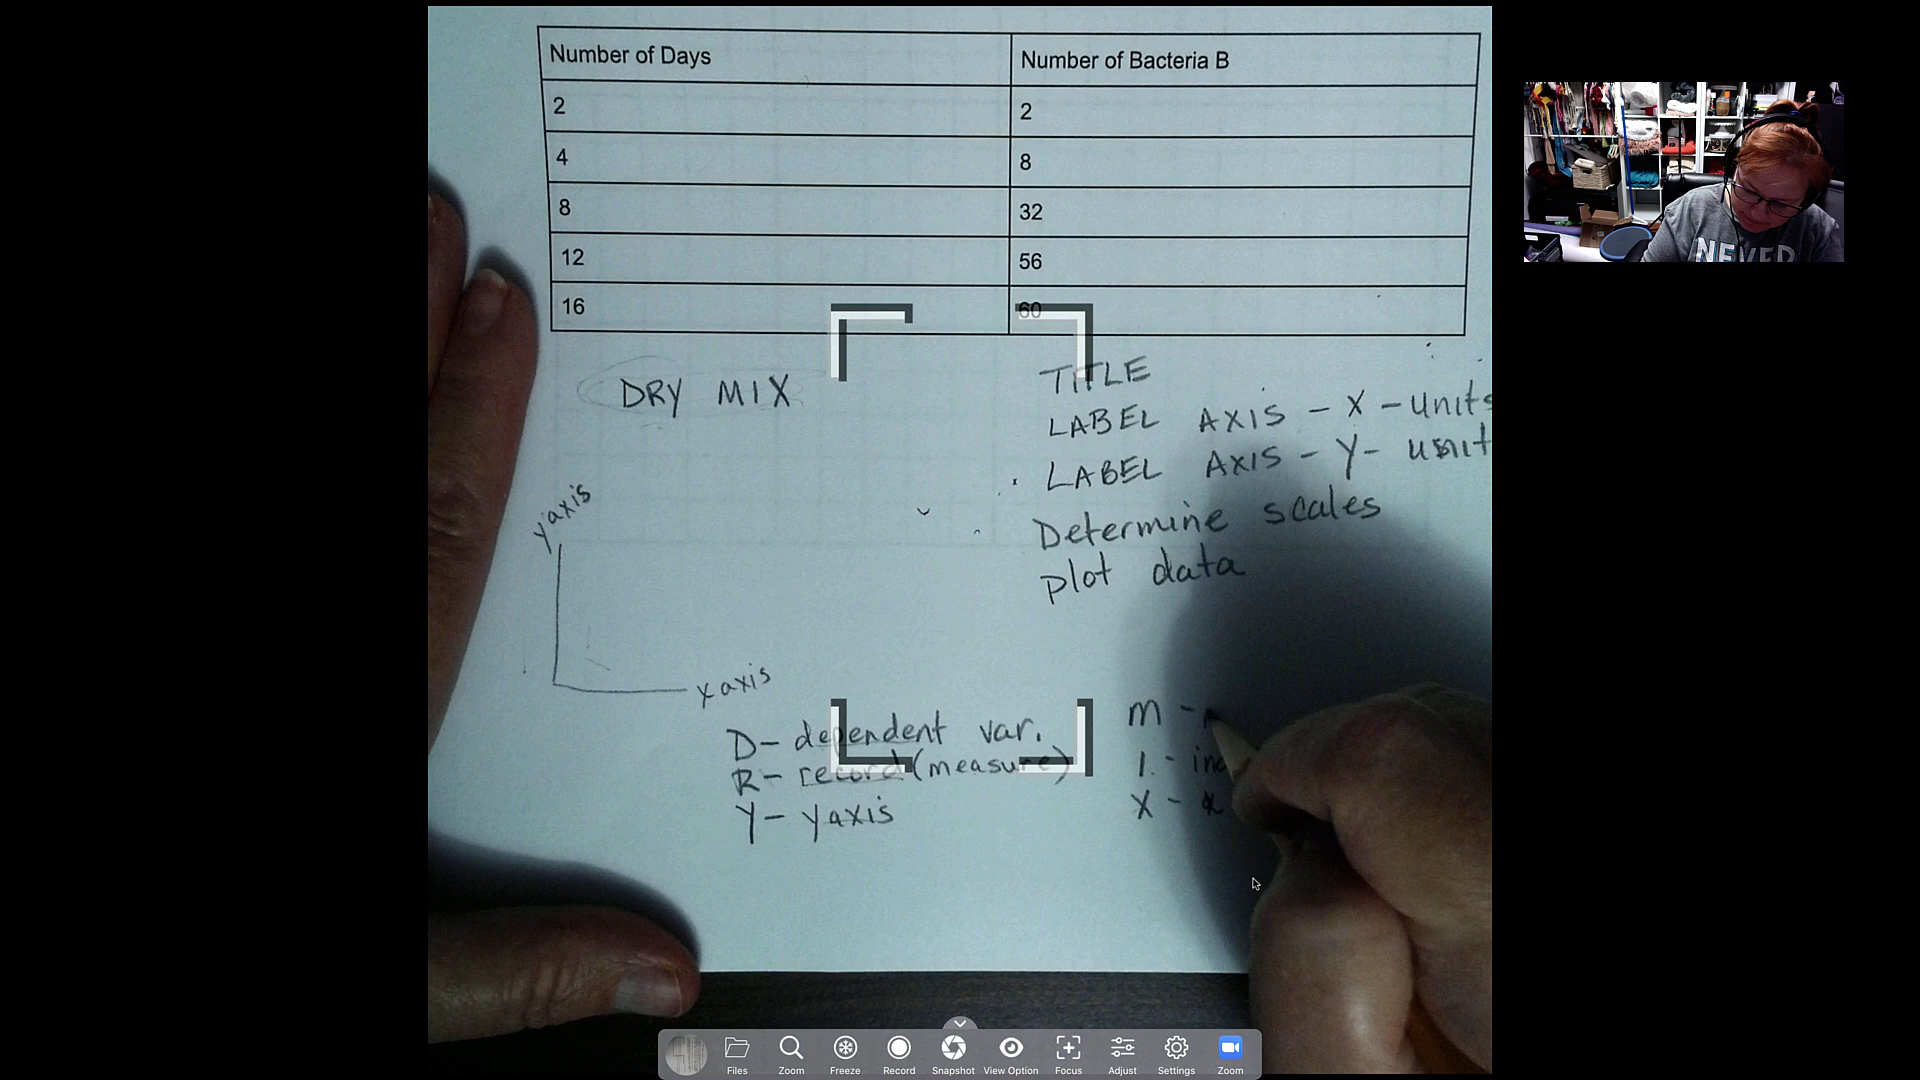 Number of Days Number of Bacteria B
2 2
4 8
8 32
12 56
16 60
DRY MIX
TITLE
LABEL AXIS - X - units
LABEL AXIS - Y - unit
Determine scales
plot data
y axis
x axis
D - dependent var.
R - record (measure)
Y - y axis
M -
I. - ind
X - x
NEVER
Files Zoom Freeze Record Snapshot View Option Focus Adjust Settings Zoom